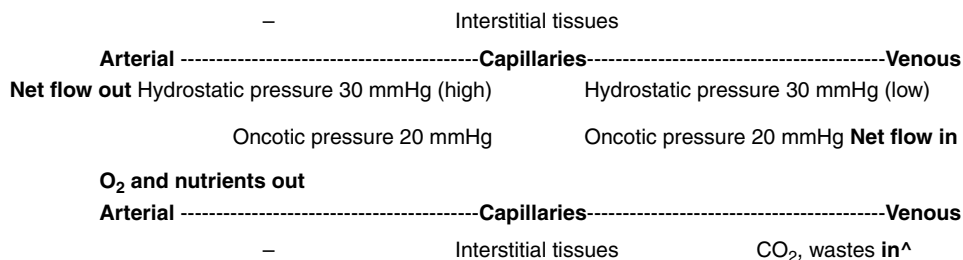 – Interstitial tissues
Arterial ------------------------------------------Capillaries------------------------------------------Venous
Net flow out Hydrostatic pressure 30 mmHg (high) Hydrostatic pressure 30 mmHg (low)
Oncotic pressure 20 mmHg Oncotic pressure 20 mmHg Net flow in
O₂ and nutrients out
Arterial ------------------------------------------Capillaries------------------------------------------Venous
– Interstitial tissues CO₂, wastes in^